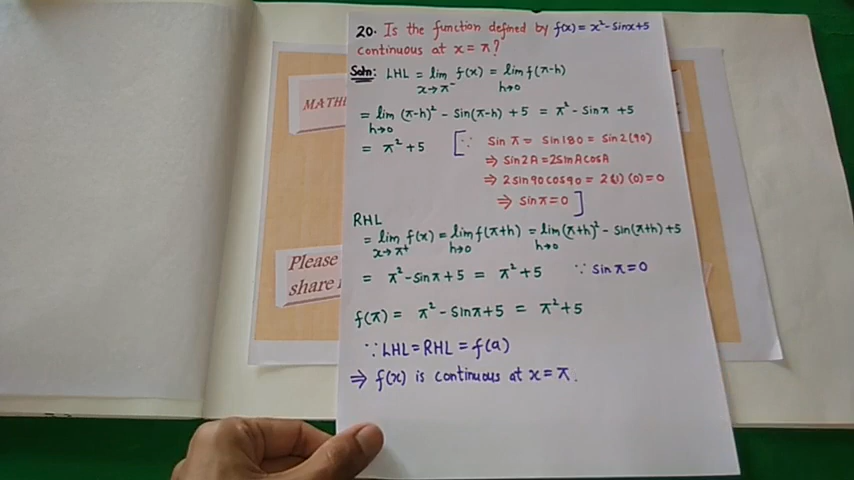 20. Is the function defined by f(x) = x² - sinx + 5
continuous at x = π?
Soln: LHL = lim f(x) = lim f(π-h)
x→π⁻ h→0
= lim (π-h)² - sin(π-h) + 5 = π² - sinπ + 5
h→0
= π² + 5
[∵ sin π = sin 180 = sin 2(90)
⇒ sin2A = 2sinA cosA
⇒ 2sin90cos90 = 2(1)(0) = 0
⇒ sinπ = 0 ]
RHL
= lim f(x) = lim f(π+h) = lim (π+h)² - sin(π+h) + 5
x→π⁺ h→0 h→0
= π² - sinπ + 5 = π² + 5 ∵ sin π = 0
f(π) = π² - sinπ + 5 = π² + 5
∵ LHL = RHL = f(a)
⇒ f(x) is continuous at x = π.
MATH
Please
share